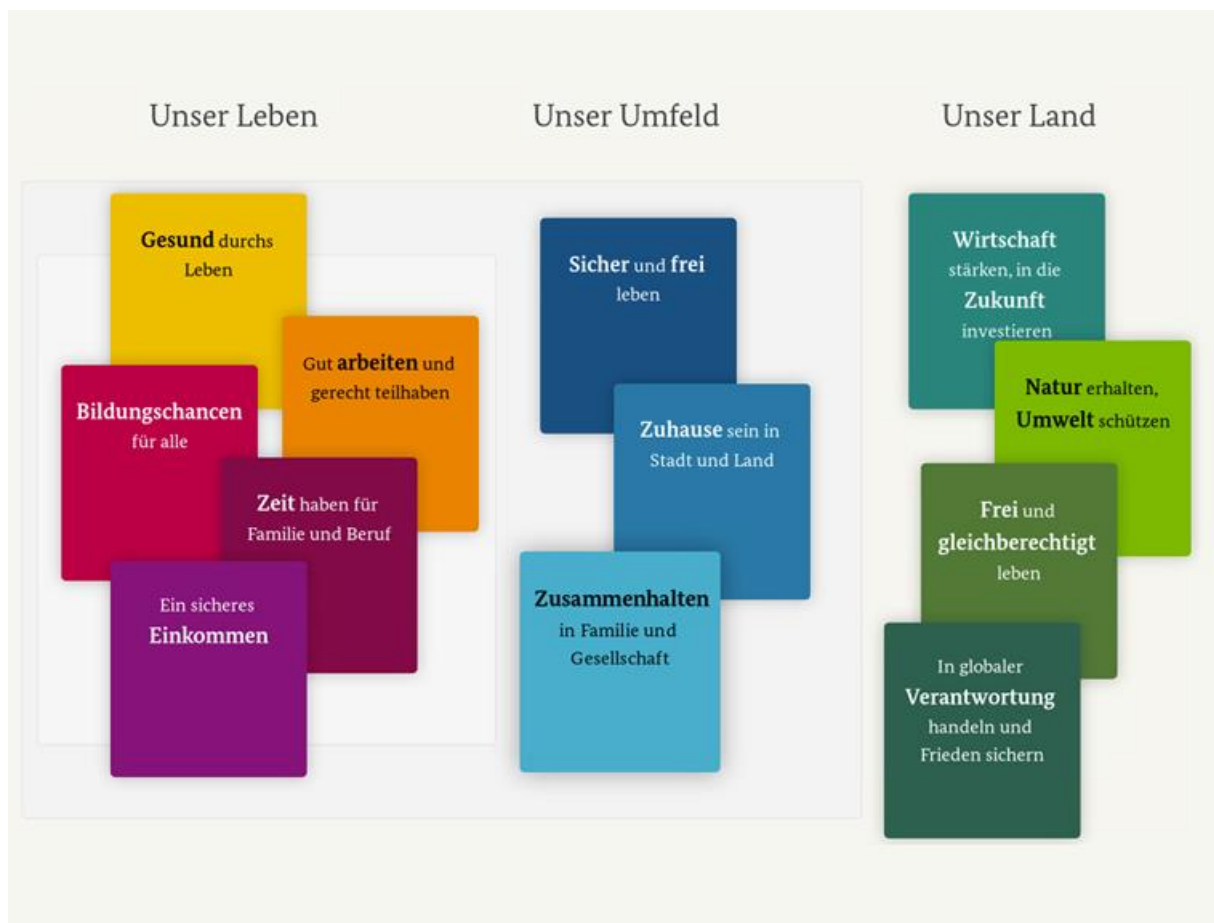 Unser Leben
Unser Umfeld
Unser Land
Gesund durchs
Leben
Gut arbeiten und
gerecht teilhaben
Bildungschancen
für alle
Zeit haben für
Familie und Beruf
Ein sicheres
Einkommen
Sicher und frei
leben
Zuhause sein in
Stadt und Land
Zusammenhalten
in Familie und
Gesellschaft
Wirtschaft
stärken, in die
Zukunft
investieren
Natur erhalten,
Umwelt schützen
Frei und
gleichberechtigt
leben
In globaler
Verantwortung
handeln und
Frieden sichern